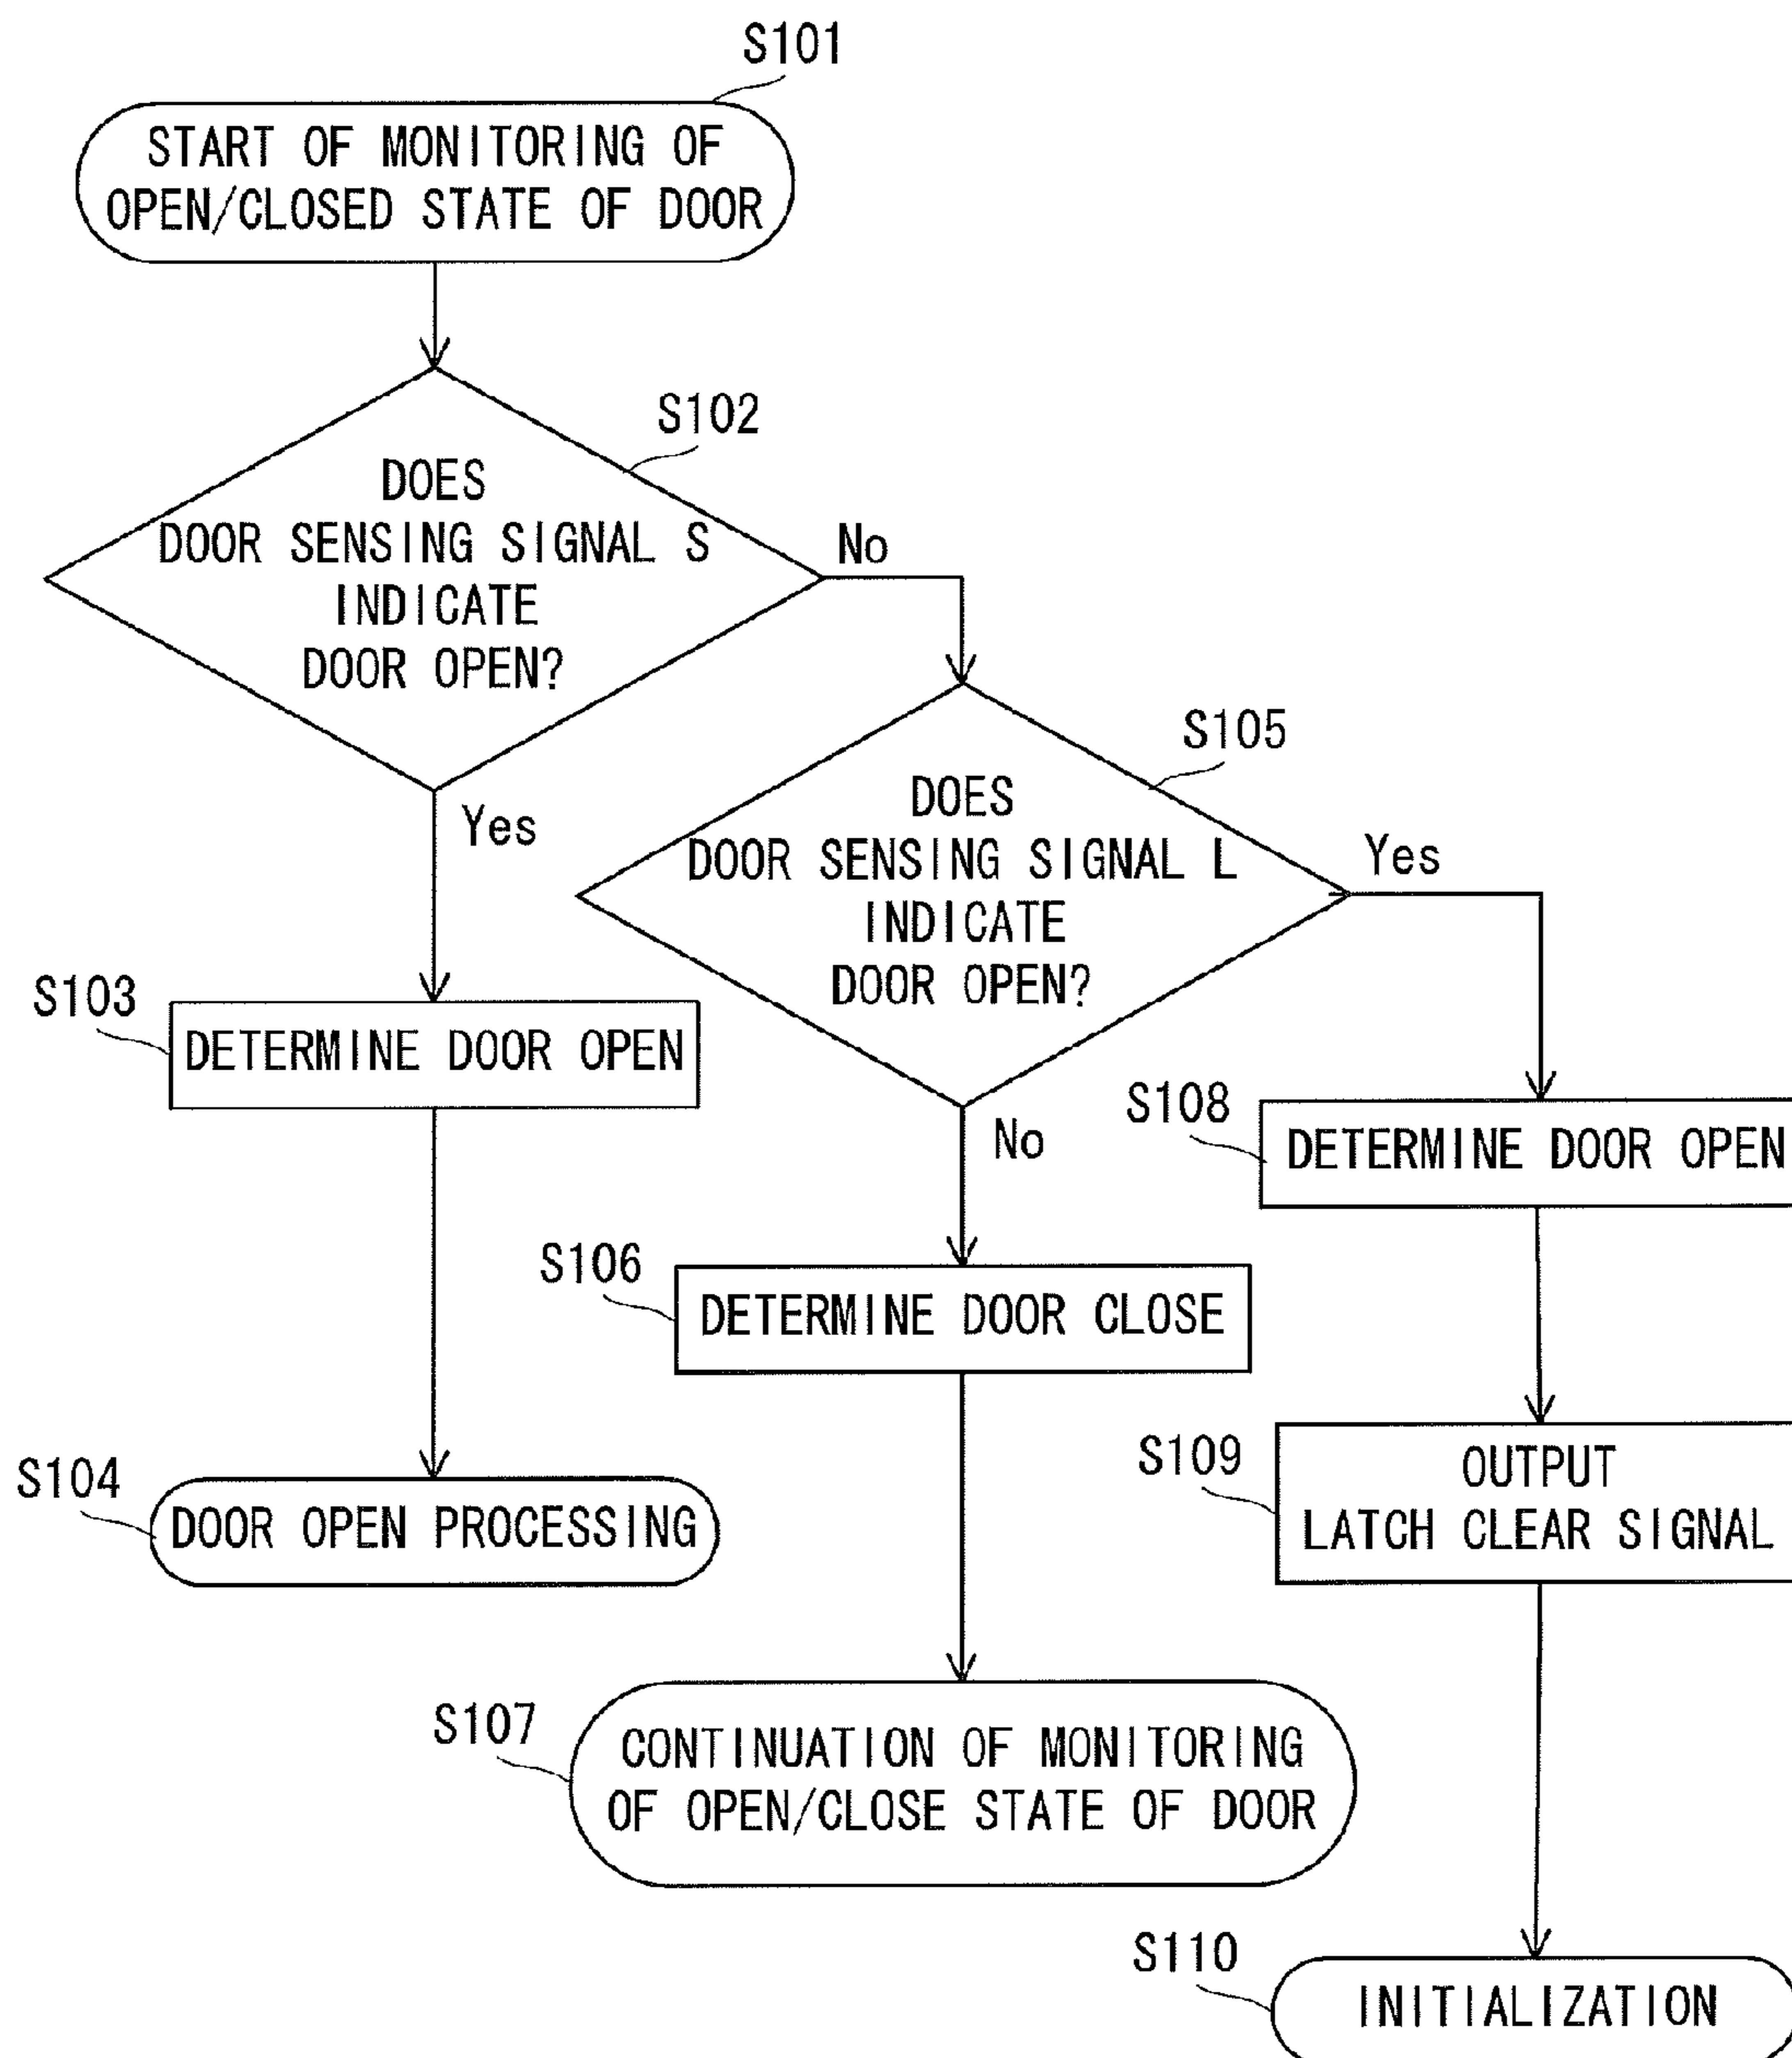 S101
START OF MONITORING OF
OPEN/CLOSED STATE OF DOOR
S102
DOES
DOOR SENSING SIGNAL S
INDICATE
DOOR OPEN?
No
Yes
S105
DOES
DOOR SENSING SIGNAL L
INDICATE
DOOR OPEN?
Yes
No
S103
DETERMINE DOOR OPEN
S108
DETERMINE DOOR OPEN
S106
DETERMINE DOOR CLOSE
S104
DOOR OPEN PROCESSING
S109
OUTPUT
LATCH CLEAR SIGNAL
S107
CONTINUATION OF MONITORING
OF OPEN/CLOSE STATE OF DOOR
S110
INITIALIZATION